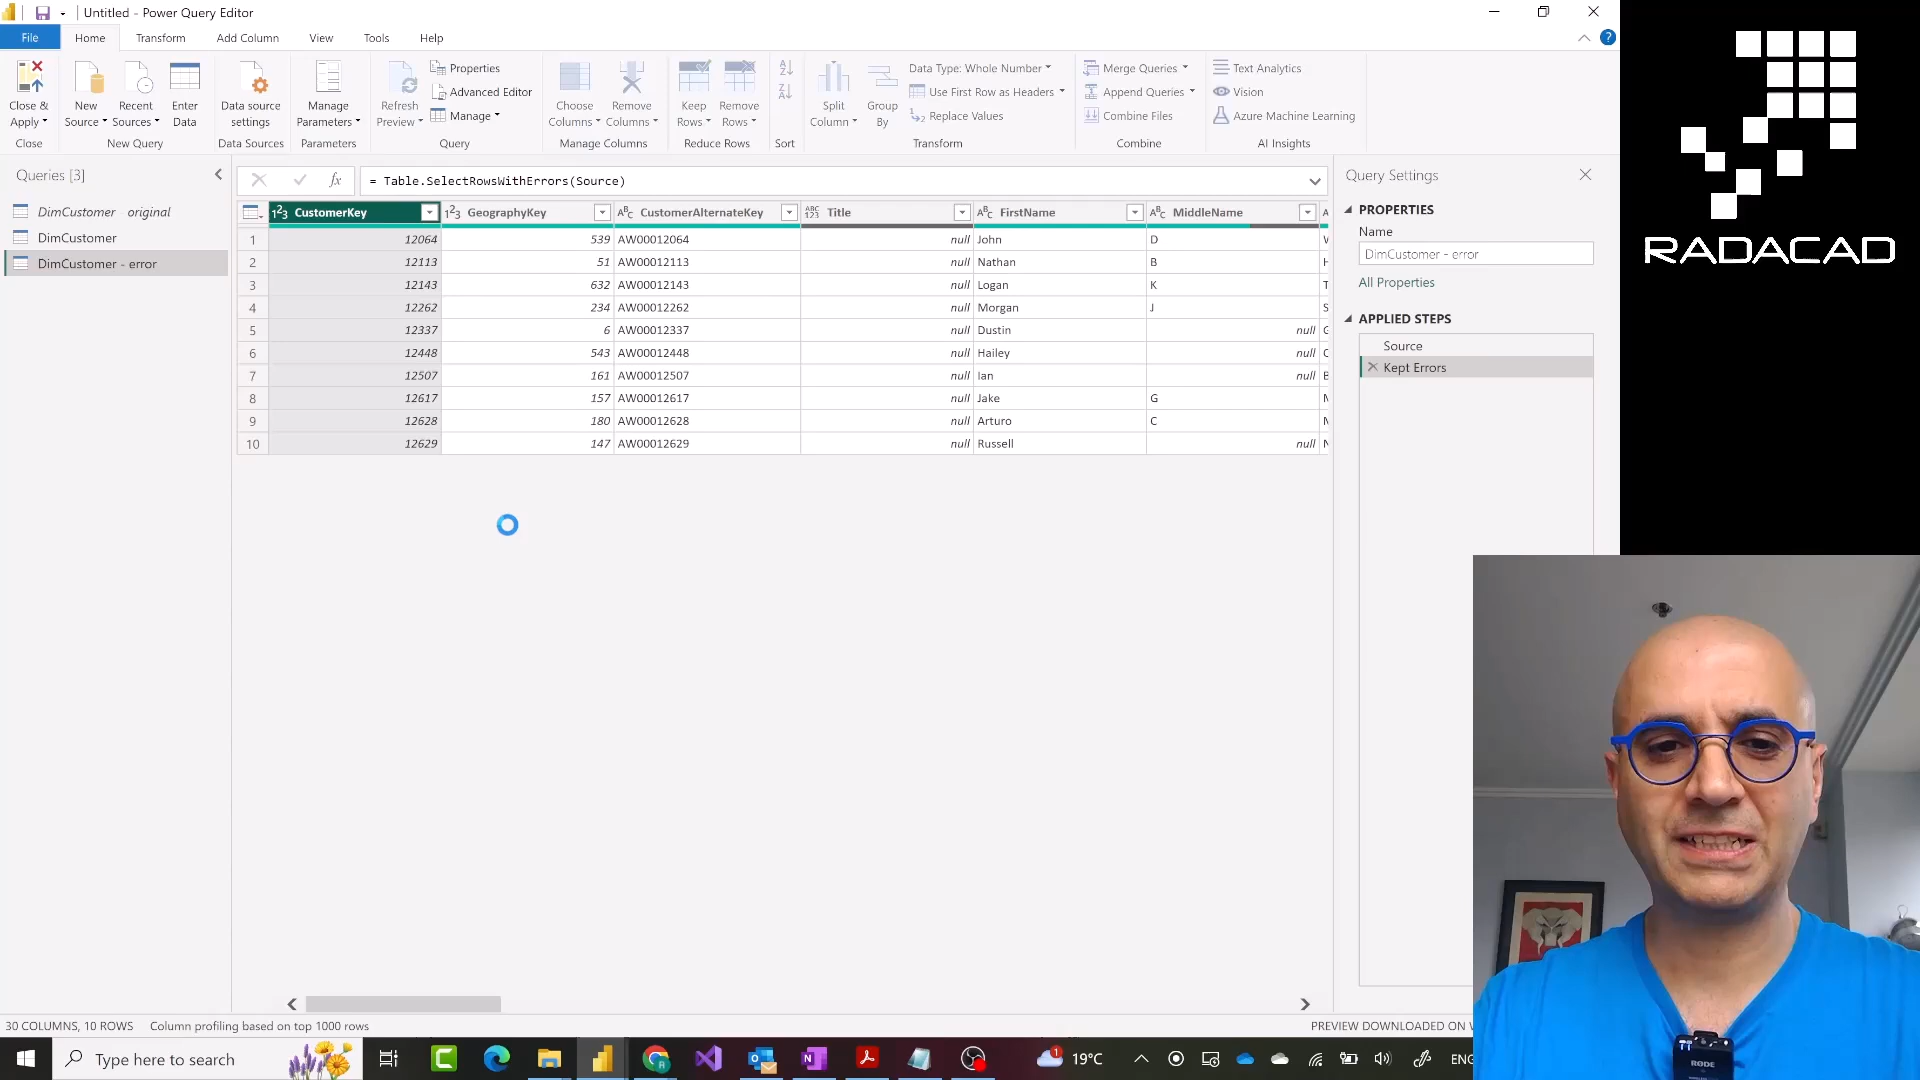 Untitled - Power Query Editor
File Home Transform Add Column View Tools Help
Close & Apply
Close
New Source
Recent Sources
Enter Data
New Query
Data source settings
Data Sources
Manage Parameters
Parameters
Refresh Preview
Properties
Advanced Editor
Manage
Query
Choose Columns
Remove Columns
Manage Columns
Keep Rows
Remove Rows
Reduce Rows
Sort
Split Column
Group By
Data Type: Whole Number
Use First Row as Headers
Replace Values
Transform
Merge Queries
Append Queries
Combine Files
Combine
Text Analytics
Vision
Azure Machine Learning
AI Insights
Queries [3]
DimCustomer - original
DimCustomer
DimCustomer - error
fx = Table.SelectRowsWithErrors(Source)
CustomerKey GeographyKey CustomerAlternateKey Title FirstName MiddleName
1 12064 539 AW00012064 null John D
2 12113 51 AW00012113 null Nathan B
3 12143 632 AW00012143 null Logan K
4 12262 234 AW00012262 null Morgan J
5 12337 6 AW00012337 null Dustin null
6 12448 543 AW00012448 null Hailey null
7 12507 161 AW00012507 null Ian null
8 12617 157 AW00012617 null Jake G
9 12628 180 AW00012628 null Arturo C
10 12629 147 AW00012629 null Russell null
Query Settings
PROPERTIES
Name
DimCustomer - error
All Properties
APPLIED STEPS
Source
Kept Errors
RADACAD
30 COLUMNS, 10 ROWS Column profiling based on top 1000 rows
PREVIEW DOWNLOADED ON
Type here to search
19°C
ENG
RODE